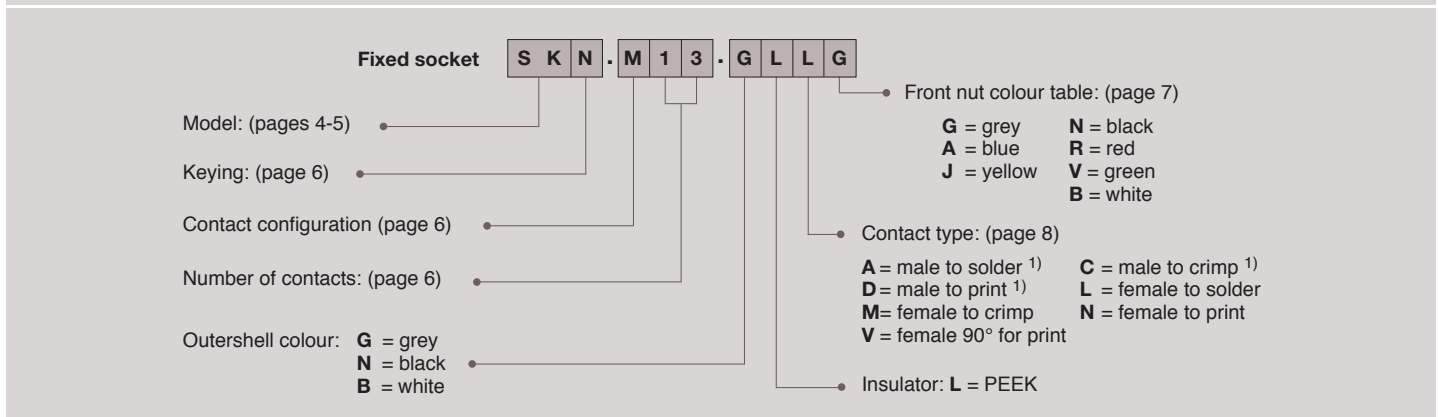 Fixed socket S K N . M 1 3 . G L L G
Front nut colour table: (page 7)
G = grey N = black
A = blue R = red
J = yellow V = green
B = white
Model: (pages 4-5)
Keying: (page 6)
Contact configuration (page 6)
Number of contacts: (page 6)
Contact type: (page 8)
A = male to solder 1) C = male to crimp 1)
D = male to print 1) L = female to solder
M= female to crimp N = female to print
V = female 90° for print
Outershell colour: G = grey
N = black
B = white
Insulator: L = PEEK